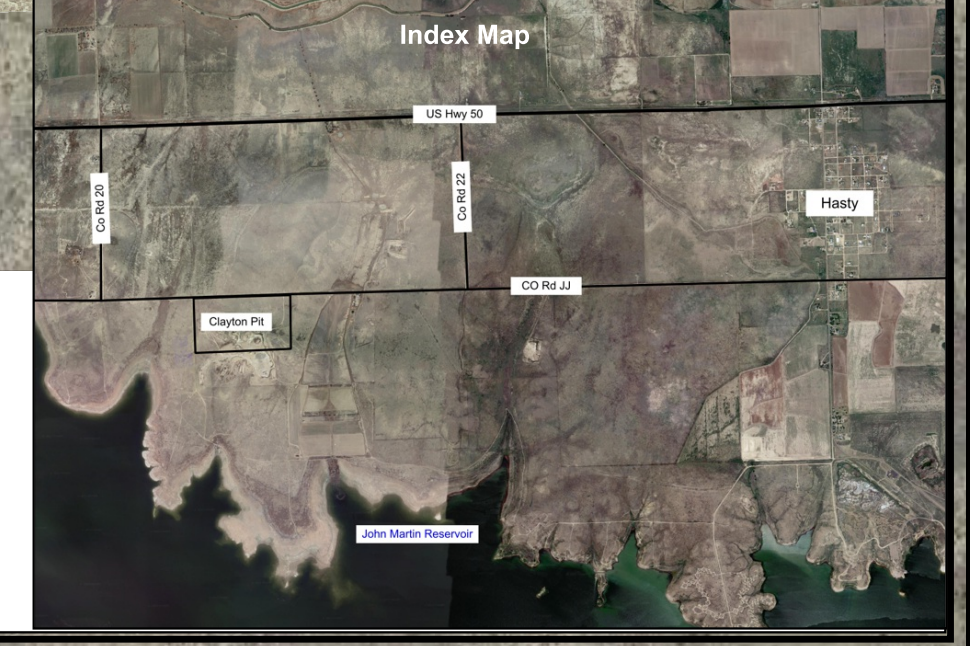 Index Map
US Hwy 50
Co Rd 20
Co Rd 22
Hasty
CO Rd JJ
Clayton Pit
John Martin Reservoir